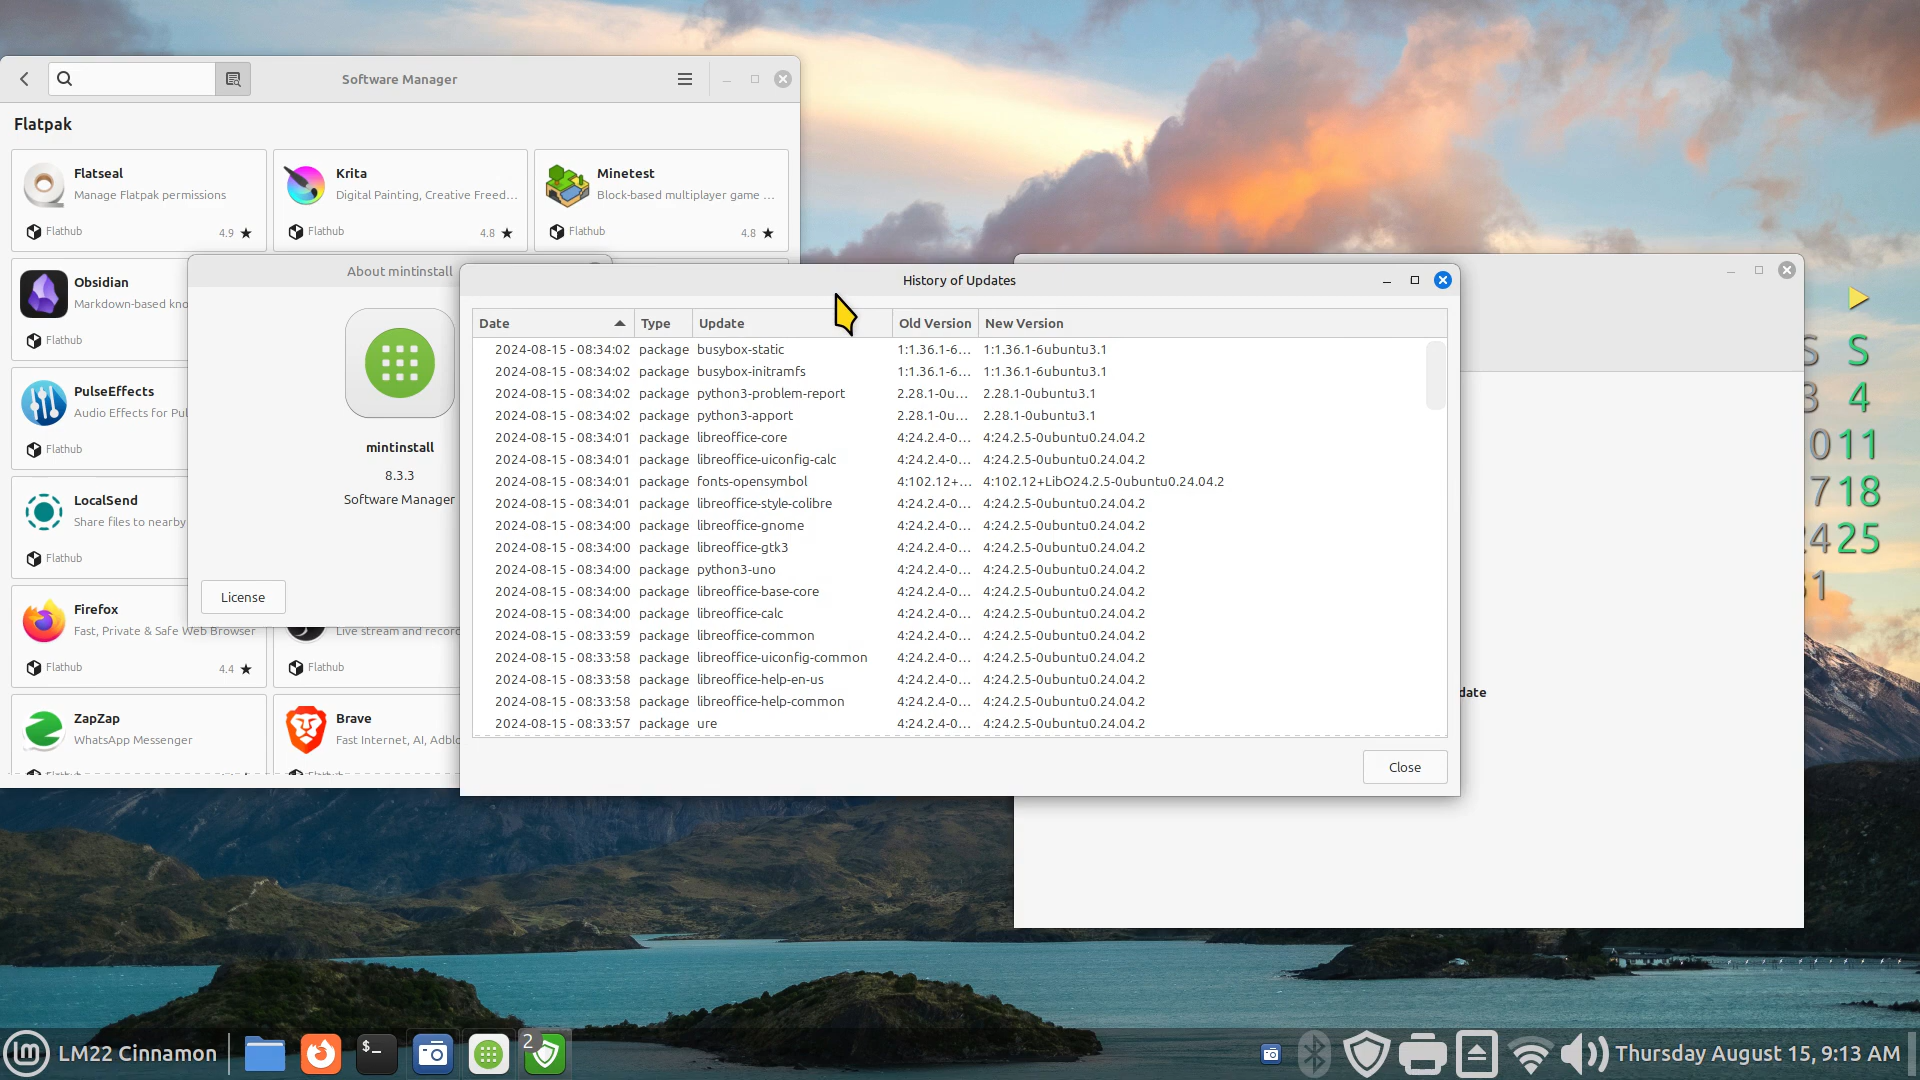 Software Manager
Flatpak
Flatseal
Manage Flatpak permissions
Flathub
4.9 ★
Krita
Digital Painting, Creative Freed...
Flathub
4.8 ★
Minetest
Block-based multiplayer game ...
Flathub
4.8 ★
Obsidian
Markdown-based kno
Flathub
PulseEffects
Audio Effects for Pul
Flathub
LocalSend
Share files to nearby
Flathub
Firefox
Fast, Private & Safe Web Browser
Flathub
4.4 ★
Live stream and record
Flathub
ZapZap
WhatsApp Messenger
Brave
Fast Internet, AI, Adblo
About mintinstall
mintinstall
8.3.3
Software Manager
License
History of Updates
Date Type Update Old Version New Version
2024-08-15 - 08:34:02 package busybox-static 1:1.36.1-6... 1:1.36.1-6ubuntu3.1
2024-08-15 - 08:34:02 package busybox-initramfs 1:1.36.1-6... 1:1.36.1-6ubuntu3.1
2024-08-15 - 08:34:02 package python3-problem-report 2.28.1-0u... 2.28.1-0ubuntu3.1
2024-08-15 - 08:34:02 package python3-apport 2.28.1-0u... 2.28.1-0ubuntu3.1
2024-08-15 - 08:34:01 package libreoffice-core 4:24.2.4-0... 4:24.2.5-0ubuntu0.24.04.2
2024-08-15 - 08:34:01 package libreoffice-uiconfig-calc 4:24.2.4-0... 4:24.2.5-0ubuntu0.24.04.2
2024-08-15 - 08:34:01 package fonts-opensymbol 4:102.12+... 4:102.12+LibO24.2.5-0ubuntu0.24.04.2
2024-08-15 - 08:34:01 package libreoffice-style-colibre 4:24.2.4-0... 4:24.2.5-0ubuntu0.24.04.2
2024-08-15 - 08:34:00 package libreoffice-gnome 4:24.2.4-0... 4:24.2.5-0ubuntu0.24.04.2
2024-08-15 - 08:34:00 package libreoffice-gtk3 4:24.2.4-0... 4:24.2.5-0ubuntu0.24.04.2
2024-08-15 - 08:34:00 package python3-uno 4:24.2.4-0... 4:24.2.5-0ubuntu0.24.04.2
2024-08-15 - 08:34:00 package libreoffice-base-core 4:24.2.4-0... 4:24.2.5-0ubuntu0.24.04.2
2024-08-15 - 08:34:00 package libreoffice-calc 4:24.2.4-0... 4:24.2.5-0ubuntu0.24.04.2
2024-08-15 - 08:33:59 package libreoffice-common 4:24.2.4-0... 4:24.2.5-0ubuntu0.24.04.2
2024-08-15 - 08:33:58 package libreoffice-uiconfig-common 4:24.2.4-0... 4:24.2.5-0ubuntu0.24.04.2
2024-08-15 - 08:33:58 package libreoffice-help-en-us 4:24.2.4-0... 4:24.2.5-0ubuntu0.24.04.2
2024-08-15 - 08:33:58 package libreoffice-help-common 4:24.2.4-0... 4:24.2.5-0ubuntu0.24.04.2
2024-08-15 - 08:33:57 package ure 4:24.2.4-0... 4:24.2.5-0ubuntu0.24.04.2
Close
date
S S
3 4
0 11
7 18
24 25
31
LM22 Cinnamon
$_
2
Thursday August 15, 9:13 AM